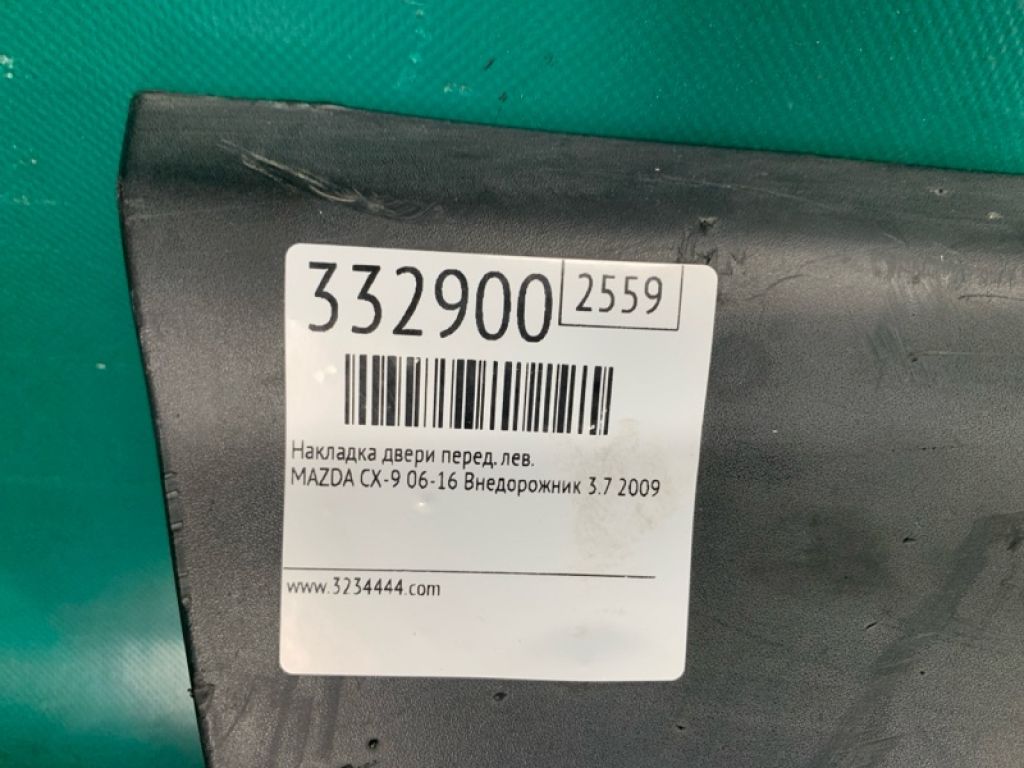 332900 2559
Накладка двери перед. лев.
MAZDA CX-9 06-16 Внедорожник 3.7 2009
www.3234444.com